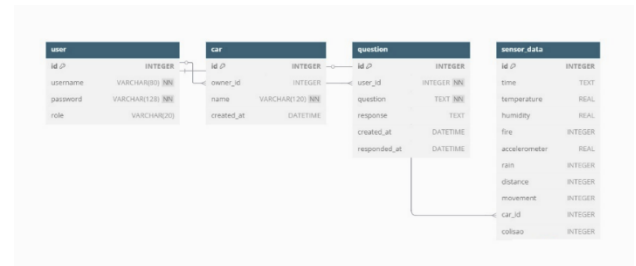 user
id INTEGER
username VARCHAR(80) NN
password VARCHAR(128) NN
role VARCHAR(20)
car
id INTEGER
owner_id INTEGER
name VARCHAR(120) NN
created_at DATETIME
question
id INTEGER
user_id INTEGER NN
question TEXT NN
response TEXT
created_at DATETIME
responded_at DATETIME
sensor_data
id INTEGER
time TEXT
temperature REAL
humidity REAL
fire INTEGER
accelerometer REAL
rain INTEGER
distance INTEGER
movement INTEGER
car_id INTEGER
colisao INTEGER